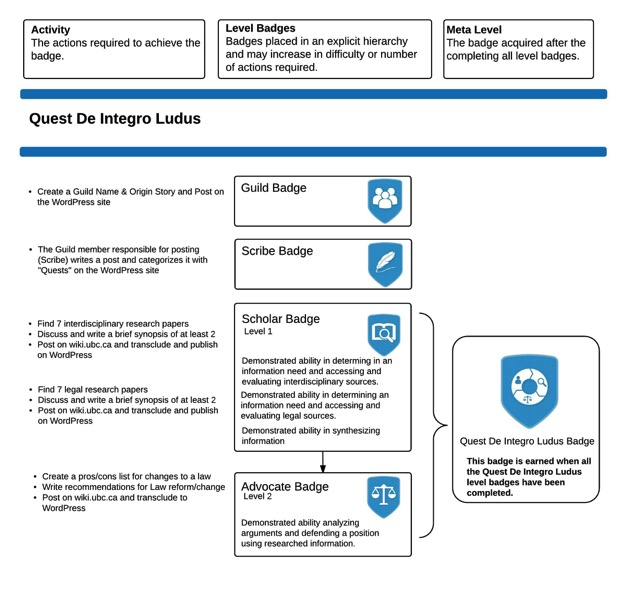 Activity
The actions required to achieve the
badge.
Level Badges
Badges placed in an explicit hierarchy
and may increase in difficulty or number
of actions required.
Meta Level
The badge acquired after the
completing all level badges.
Quest De Integro Ludus
• Create a Guild Name & Origin Story and Post on
the WordPress site
Guild Badge
• The Guild member responsible for posting
(Scribe) writes a post and categorizes it with
"Quests" on the WordPress site
Scribe Badge
• Find 7 interdisciplinary research papers
• Discuss and write a brief synopsis of at least 2
• Post on wiki.ubc.ca and transclude and publish
on WordPress
• Find 7 legal research papers
• Discuss and write a brief synopsis of at least 2
• Post on wiki.ubc.ca and transclude and publish
on WordPress
Scholar Badge
Level 1
Demonstrated ability in determing in an
information need and accessing and
evaluating interdisciplinary sources.
Demonstrated ability in determining an
information need and accessing and
evaluating legal sources.
Demonstrated ability in synthesizing
information
• Create a pros/cons list for changes to a law
• Write recommendations for Law reform/change
• Post on wiki.ubc.ca and transclude to
WordPress
Advocate Badge
Level 2
Demonstrated ability analyzing
arguments and defending a position
using researched information.
Quest De Integro Ludus Badge
This badge is earned when all
the Quest De Integro Ludus
level badges have been
completed.